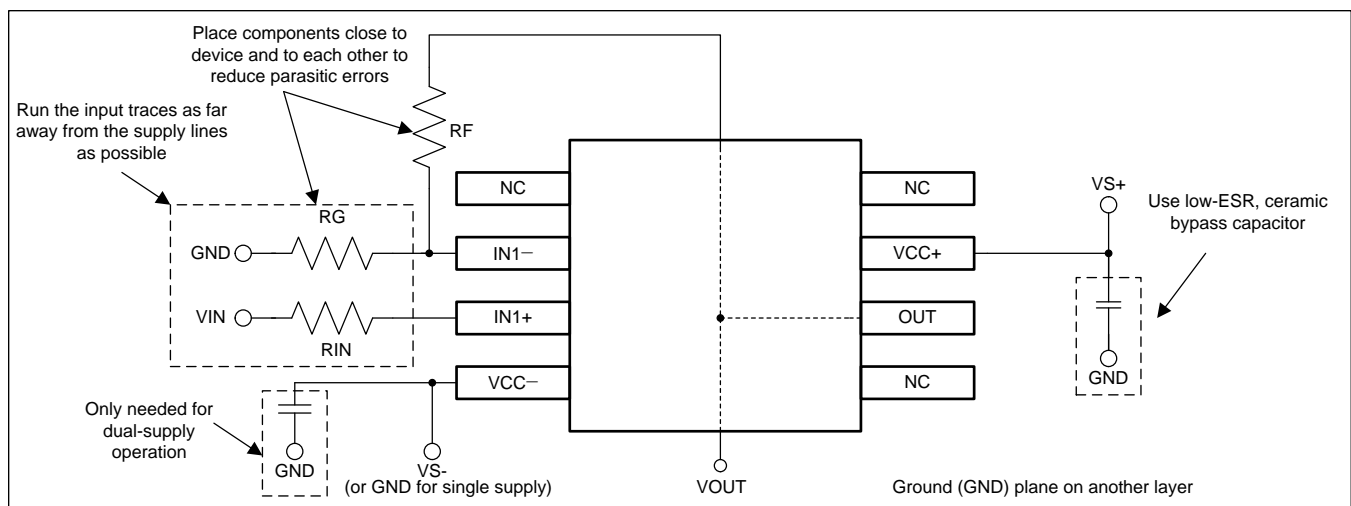 Place components close to
device and to each other to
reduce parasitic errors
Run the input traces as far
away from the supply lines
as possible
RF
NC
NC
VS+
Use low-ESR, ceramic
bypass capacitor
RG
GND
IN1−
VCC+
VIN
IN1+
OUT
RIN
GND
VCC−
NC
Only needed for
dual-supply
operation
GND
VS-
(or GND for single supply)
VOUT
Ground (GND) plane on another layer